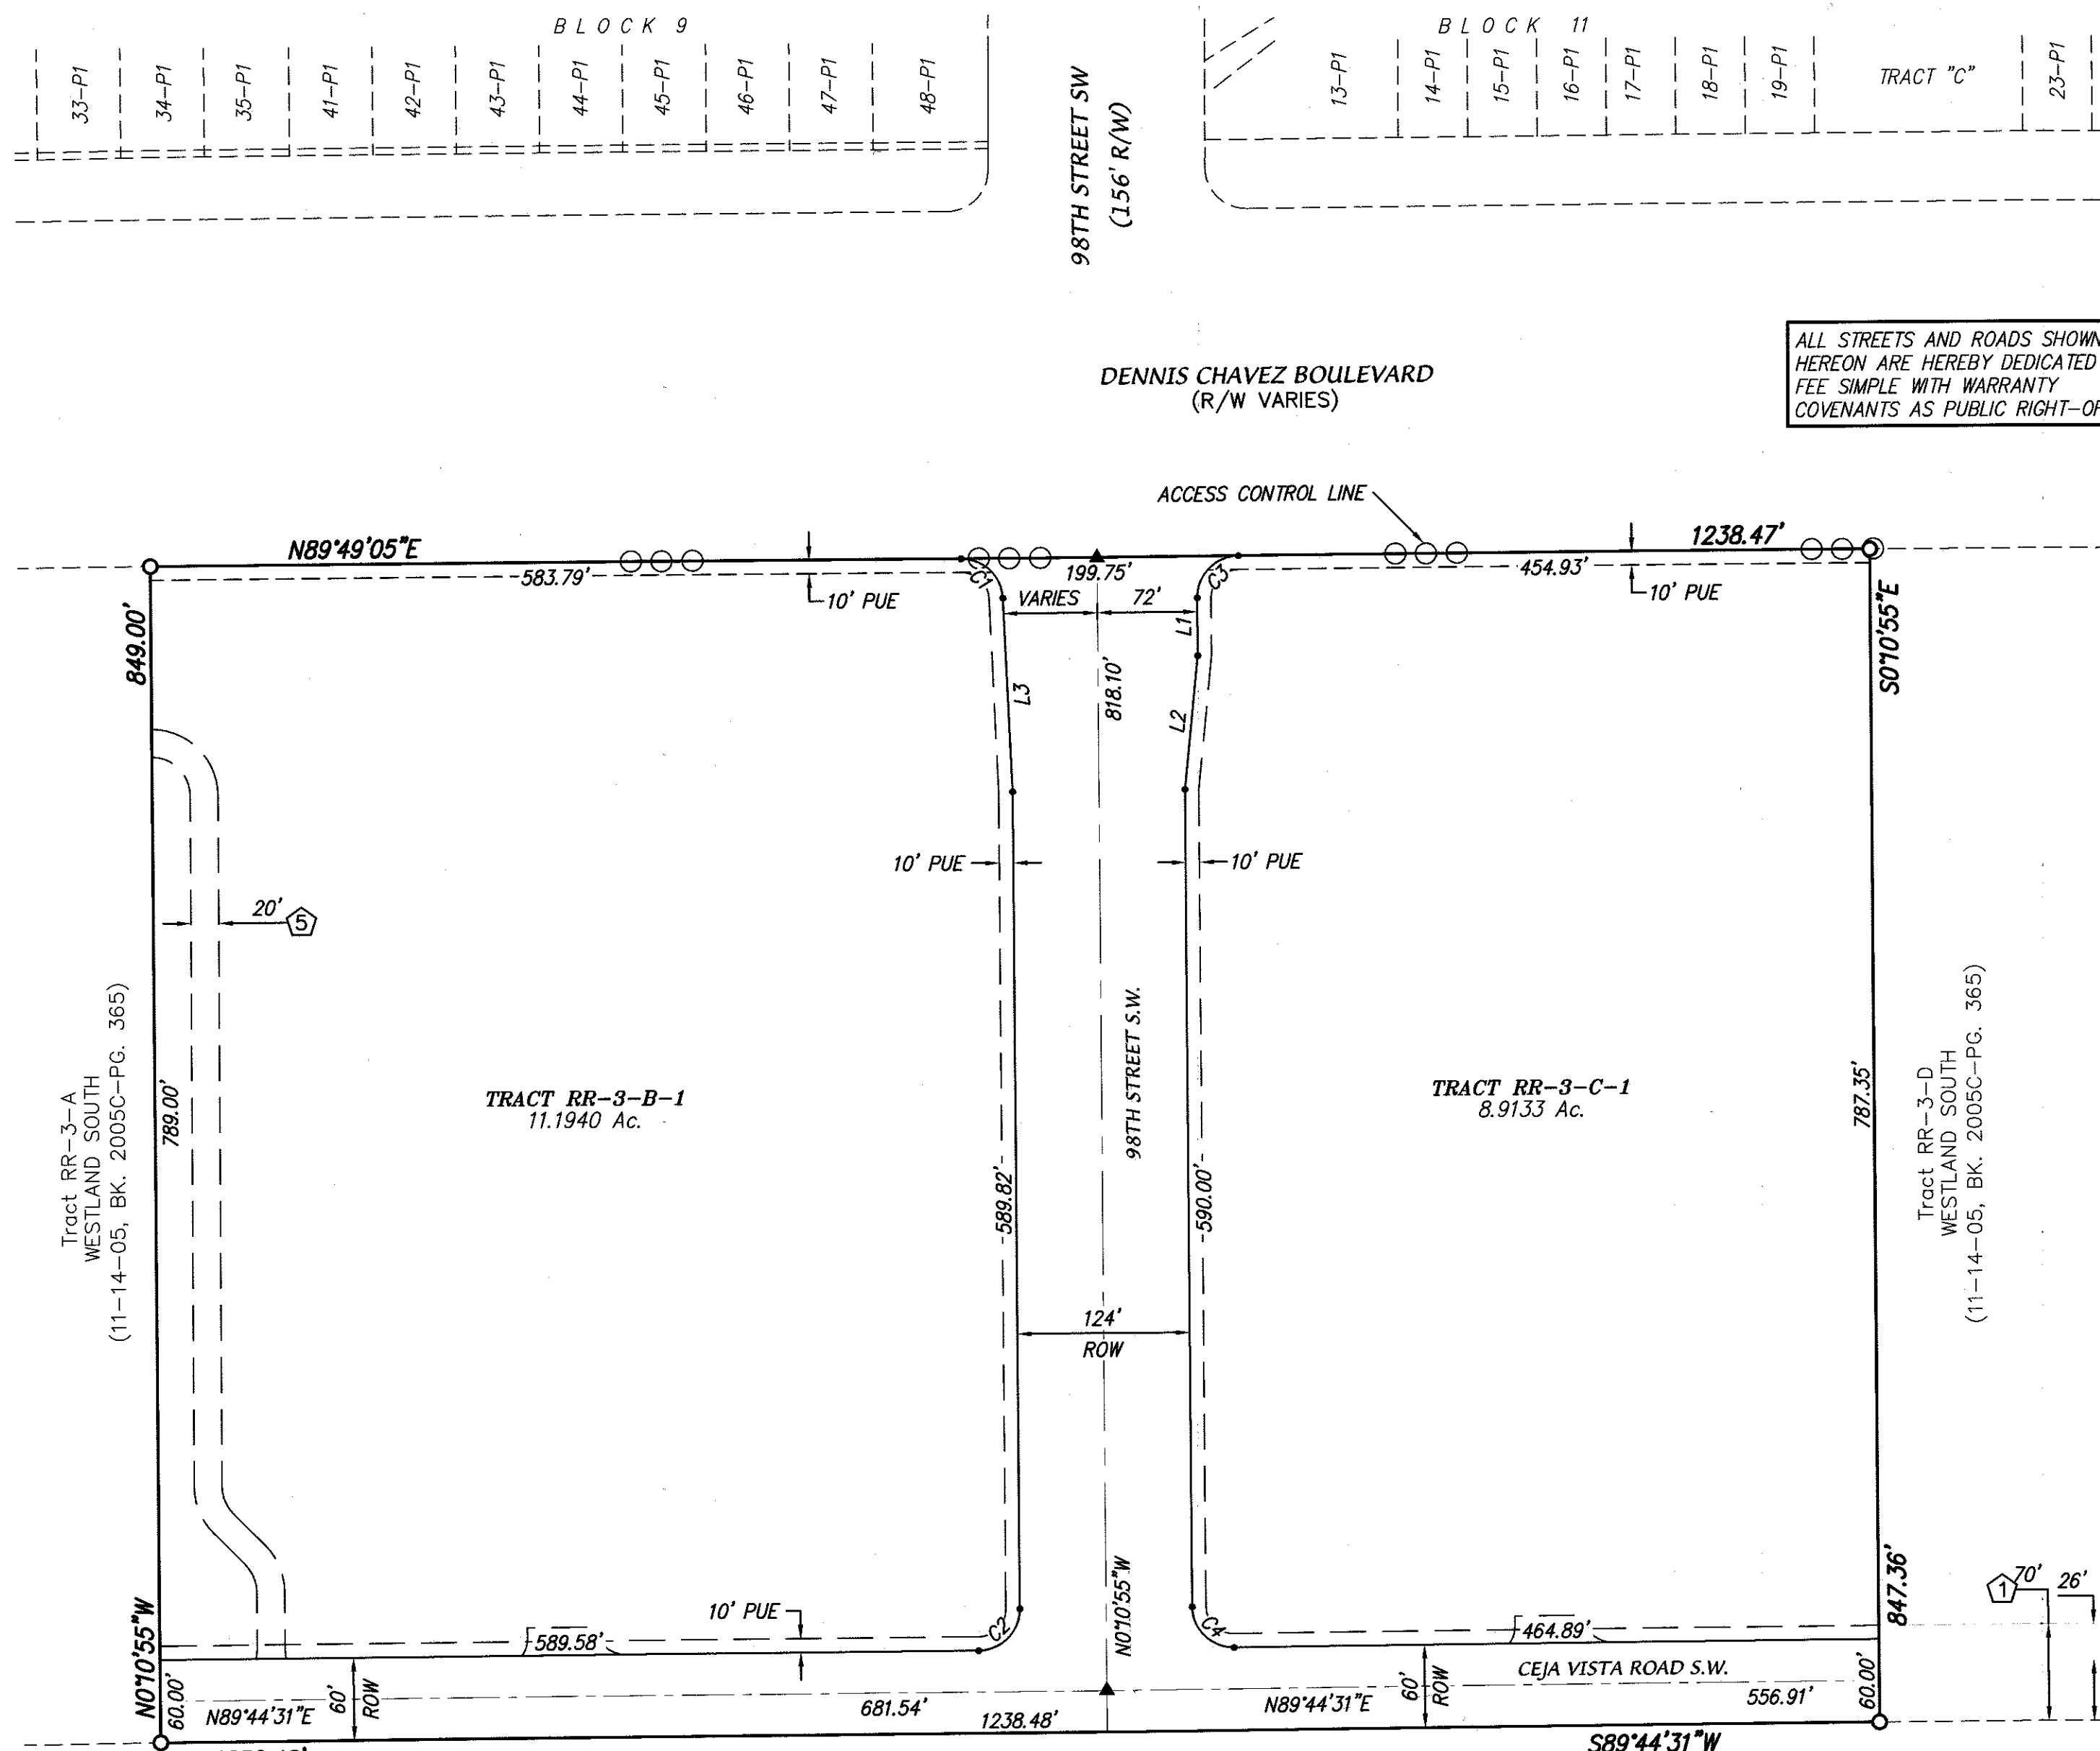 BLOCK 9
BLOCK 11
33-P1
34-P1
35-P1
41-P1
42-P1
43-P1
44-P1
45-P1
46-P1
47-P1
48-P1
98TH STREET SW
(156' R/W)
13-P1
14-P1
15-P1
16-P1
17-P1
18-P1
19-P1
TRACT "C"
23-P1
ALL STREETS AND ROADS SHOWN
HEREON ARE HEREBY DEDICATED
FEE SIMPLE WITH WARRANTY
COVENANTS AS PUBLIC RIGHT-OF
DENNIS CHAVEZ BOULEVARD
(R/W VARIES)
ACCESS CONTROL LINE
N89°49'05"E
1238.47'
583.79'
199.75'
454.93'
10' PUE
C1
VARIES
72'
C3
10' PUE
849.00'
L3
818.10'
L1
L2
S0°10'55"E
10' PUE
10' PUE
20'
5
Tract RR-3-A
WESTLAND SOUTH
(11-14-05, BK. 2005C-PG. 365)
789.00'
TRACT RR-3-B-1
11.1940 Ac.
98TH STREET S.W.
TRACT RR-3-C-1
8.9133 Ac.
787.35'
Tract RR-3-D
WESTLAND SOUTH
(11-14-05, BK. 2005C-PG. 365)
589.82'
590.00'
124'
ROW
N0°10'55"W
10' PUE
589.58'
C2
N0°10'55"W
C4
464.89'
847.36'
1
70'
26'
60.00'
N89°44'31"E
60'
ROW
681.54'
1238.48'
N89°44'31"E
60'
ROW
CEJA VISTA ROAD S.W.
556.91'
60.00'
S89°44'31"W